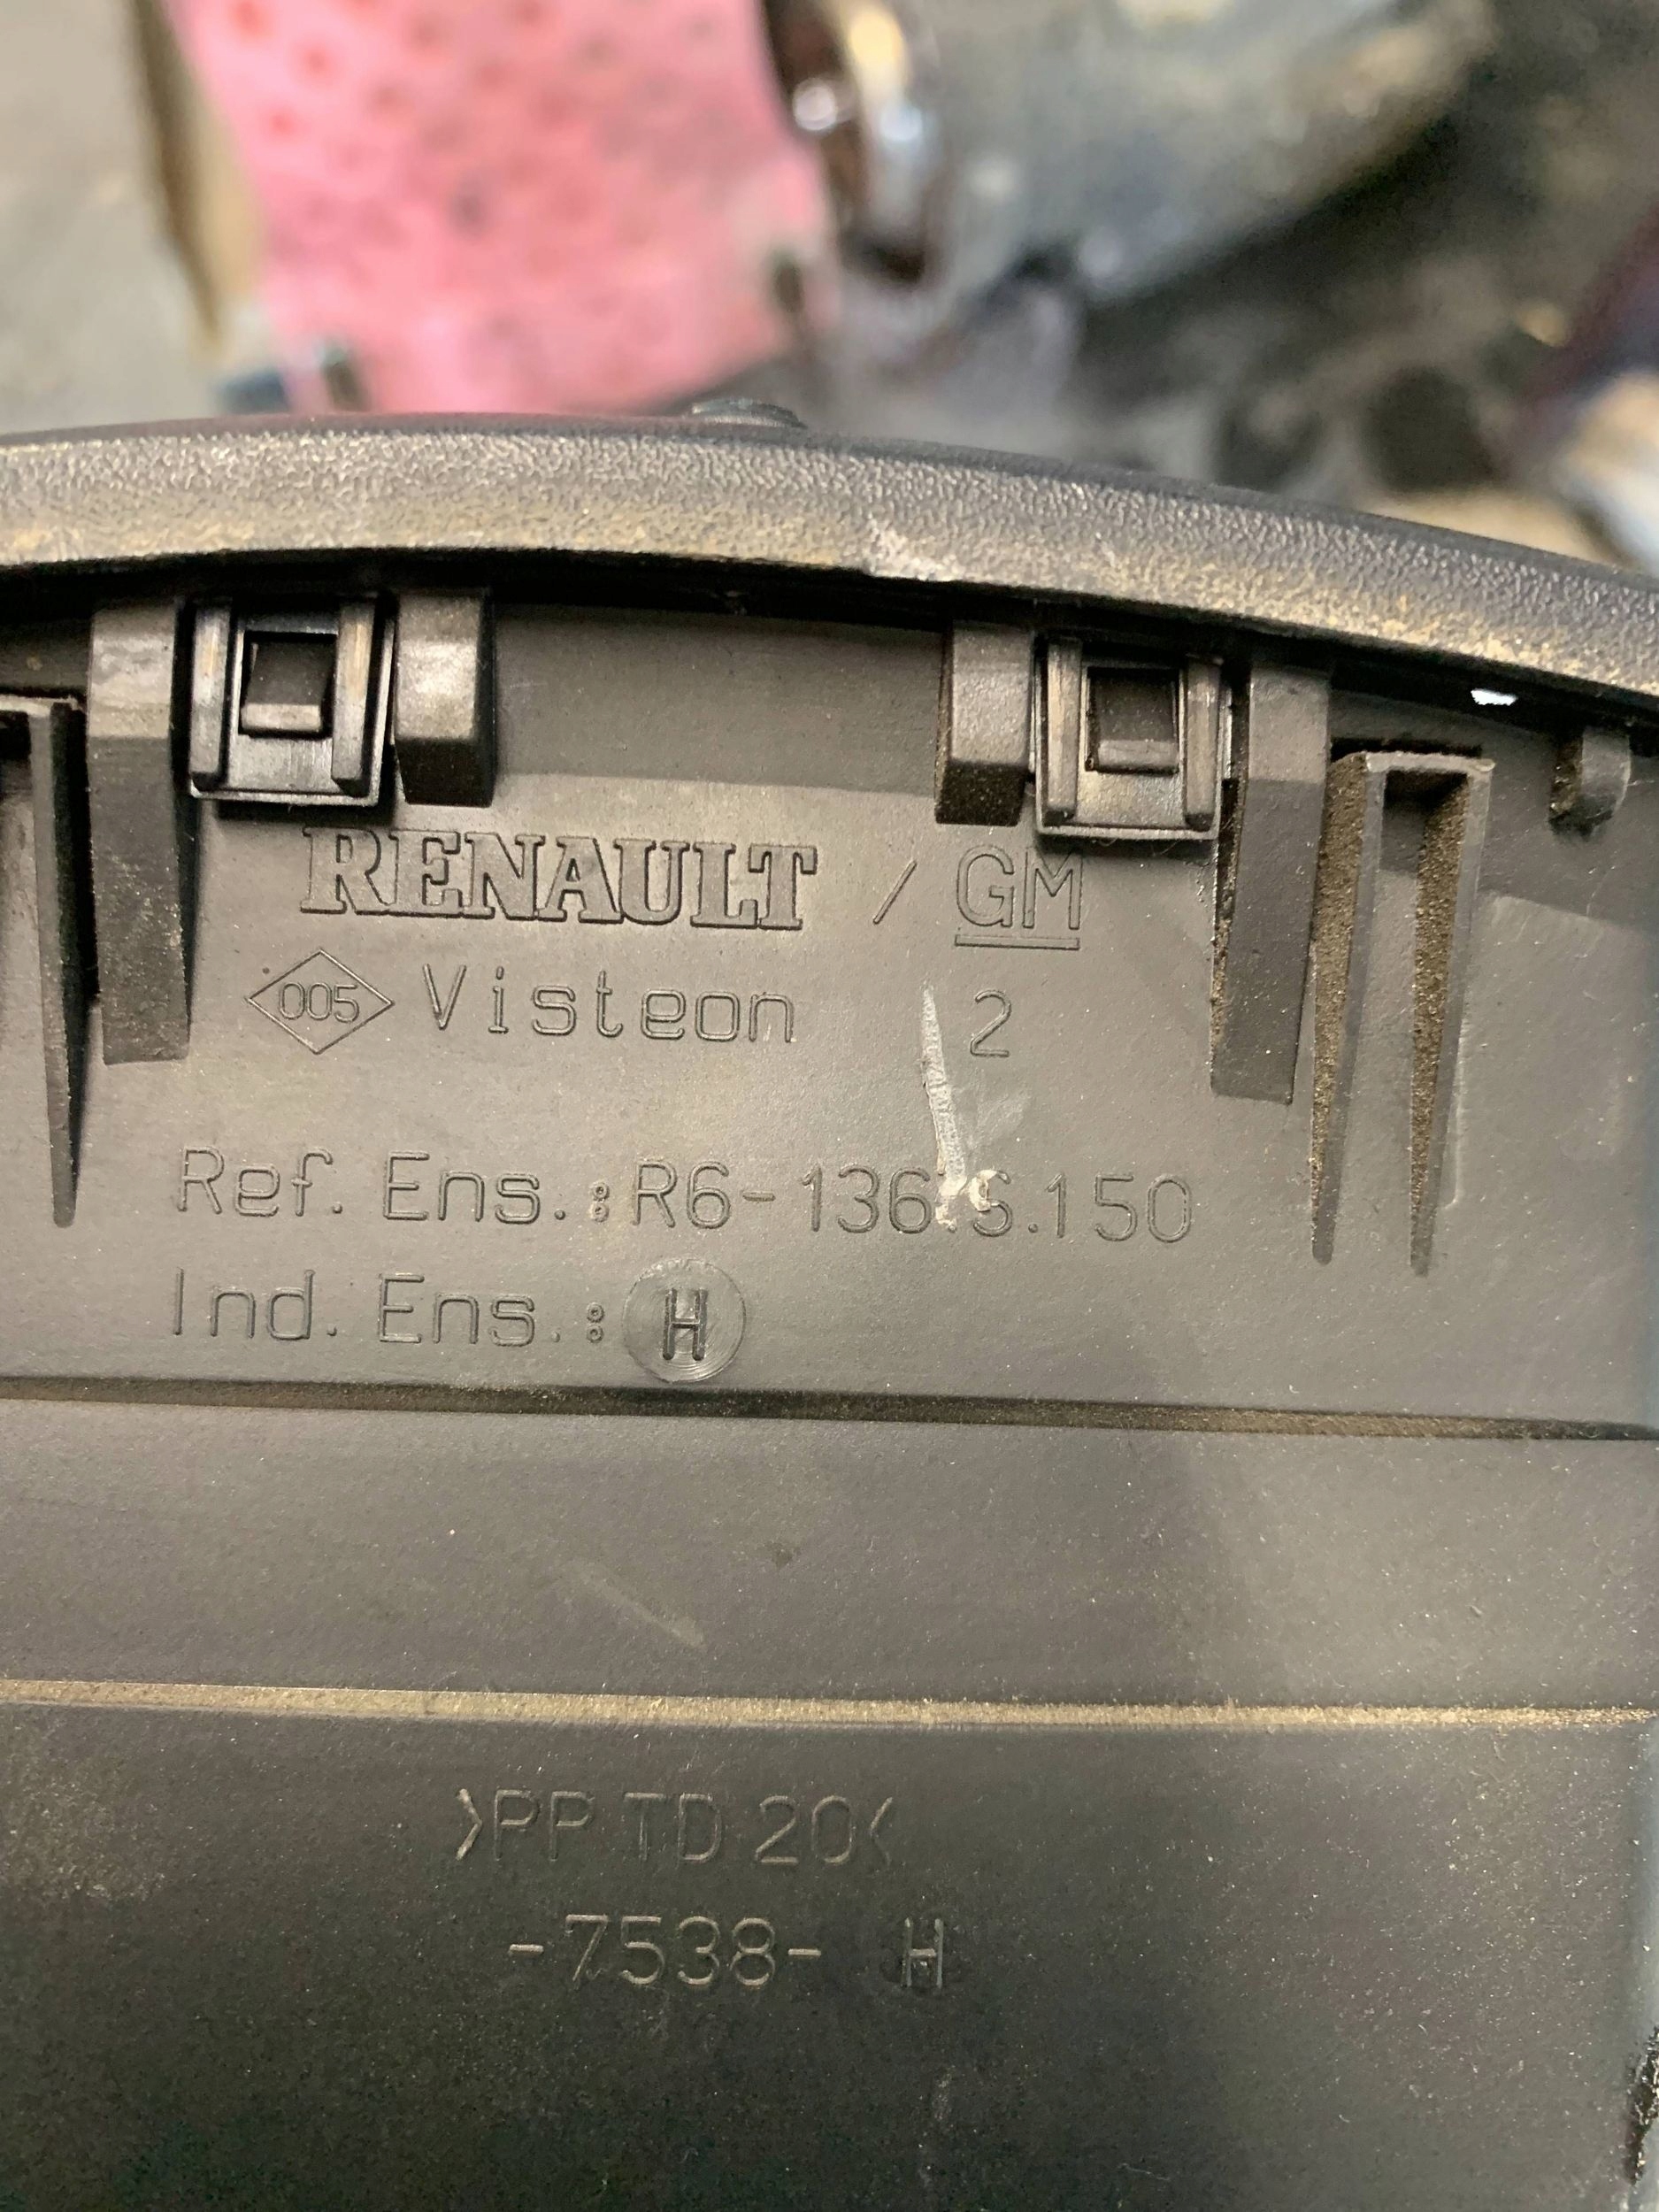 RENAULT / GM
005 Visteon 2
Ref. Ens.: R6-136.S.150
Ind. Ens.: H
>PP TD 20<
-7538- H